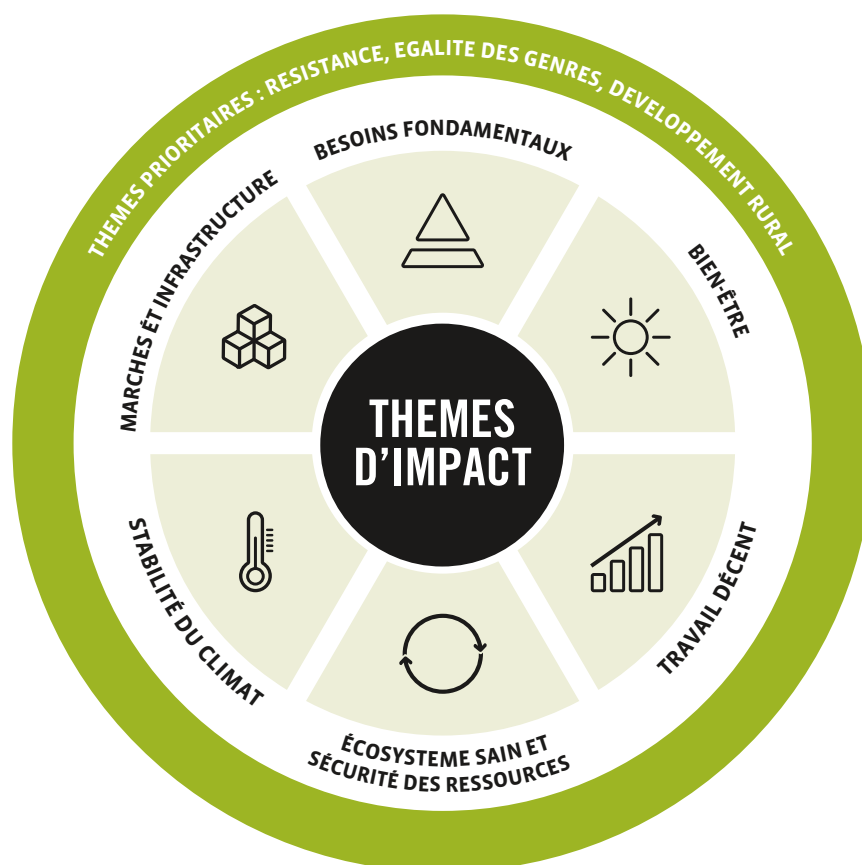 THEMES PRIORITAIRES : RESISTANCE, EGALITE DES GENRES, DEVELOPPEMENT RURAL
BESOINS FONDAMENTAUX
BIEN-ÊTRE
TRAVAIL DÉCENT
ÉCOSYSTEME SAIN ET
SÉCURITÉ DES RESSOURCES
STABILITÉ DU CLIMAT
MARCHES ÉT INFRASTRUCTURE
THEMES
D'IMPACT